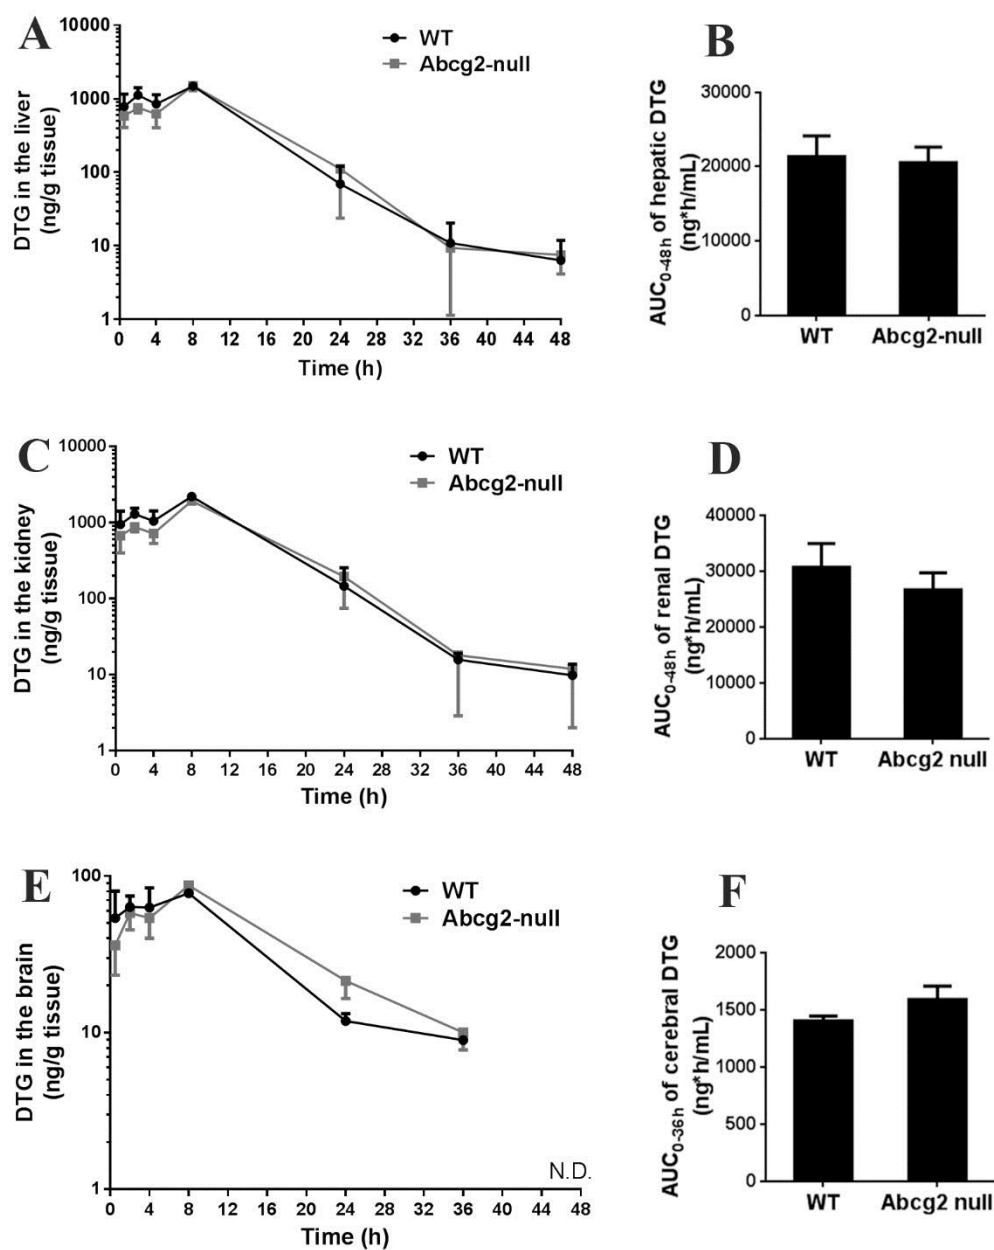 A
DTG in the liver
(ng/g tissue)
10000
1000
100
10
1
WT
Abcg2-null
0 4 8 12 16 20 24 28 32 36 40 44 48
Time (h)
B
AUC0-48h of hepatic DTG
(ng*h/mL)
30000
20000
10000
0
WT Abcg2-null
C
DTG in the kidney
(ng/g tissue)
10000
1000
100
10
1
WT
Abcg2-null
0 4 8 12 16 20 24 28 32 36 40 44 48
Time (h)
D
AUC0-48h of renal DTG
(ng*h/mL)
40000
30000
20000
10000
0
WT Abcg2 null
E
DTG in the brain
(ng/g tissue)
100
10
1
WT
Abcg2-null
N.D.
0 4 8 12 16 20 24 28 32 36 40 44 48
Time (h)
F
AUC0-36h of cerebral DTG
(ng*h/mL)
2000
1500
1000
500
0
WT Abcg2 null